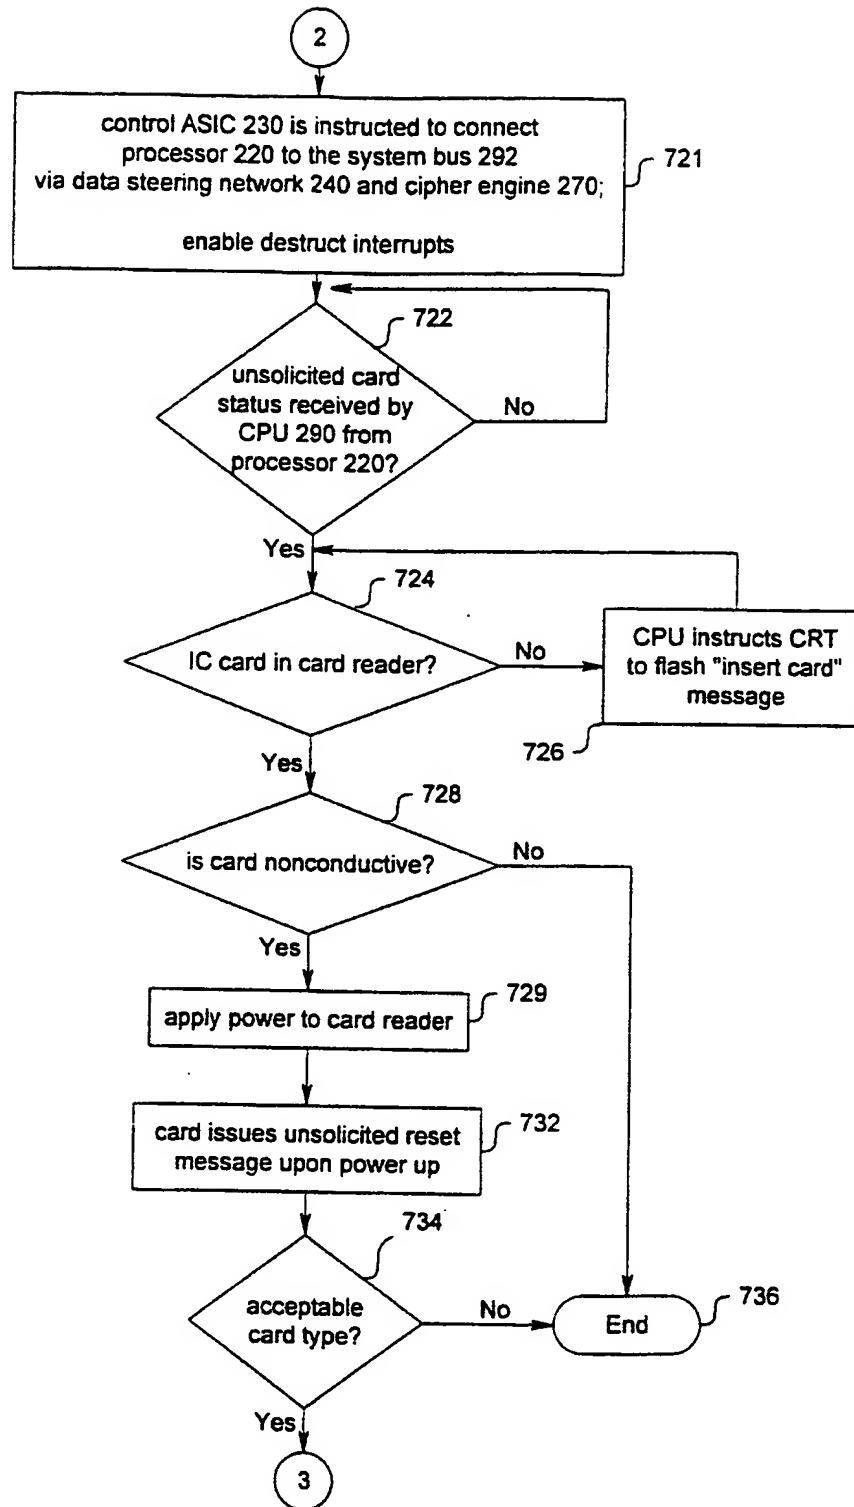 2
control ASIC 230 is instructed to connect
processor 220 to the system bus 292
via data steering network 240 and cipher engine 270;
enable destruct interrupts
721
722
unsolicited card
status received by
CPU 290 from
processor 220?
No
Yes
724
IC card in card reader?
No
CPU instructs CRT
to flash "insert card"
message
726
Yes
728
is card nonconductive?
No
Yes
729
apply power to card reader
732
card issues unsolicited reset
message upon power up
734
acceptable
card type?
No
End
736
Yes
3